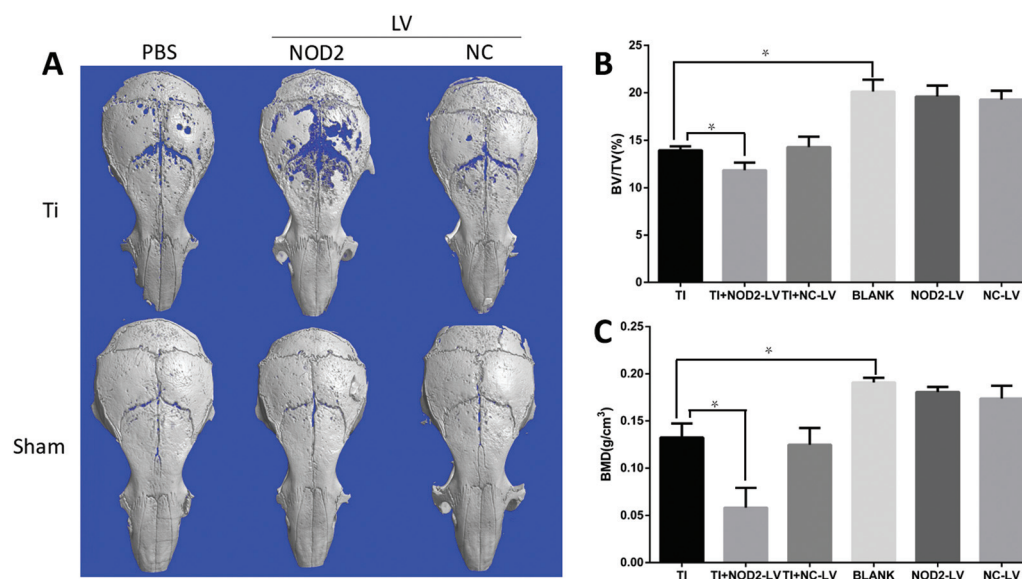 LV
A
PBS
NOD2
NC
Ti
Sham
B
BV/TV(%)
25
20
15
10
5
0
*
*
TI
TI+NOD2-LV
TI+NC-LV
BLANK
NOD2-LV
NC-LV
C
BMD(g/cm³)
0.25
0.20
0.15
0.10
0.05
0.00
*
*
TI
TI+NOD2-LV
TI+NC-LV
BLANK
NOD2-LV
NC-LV